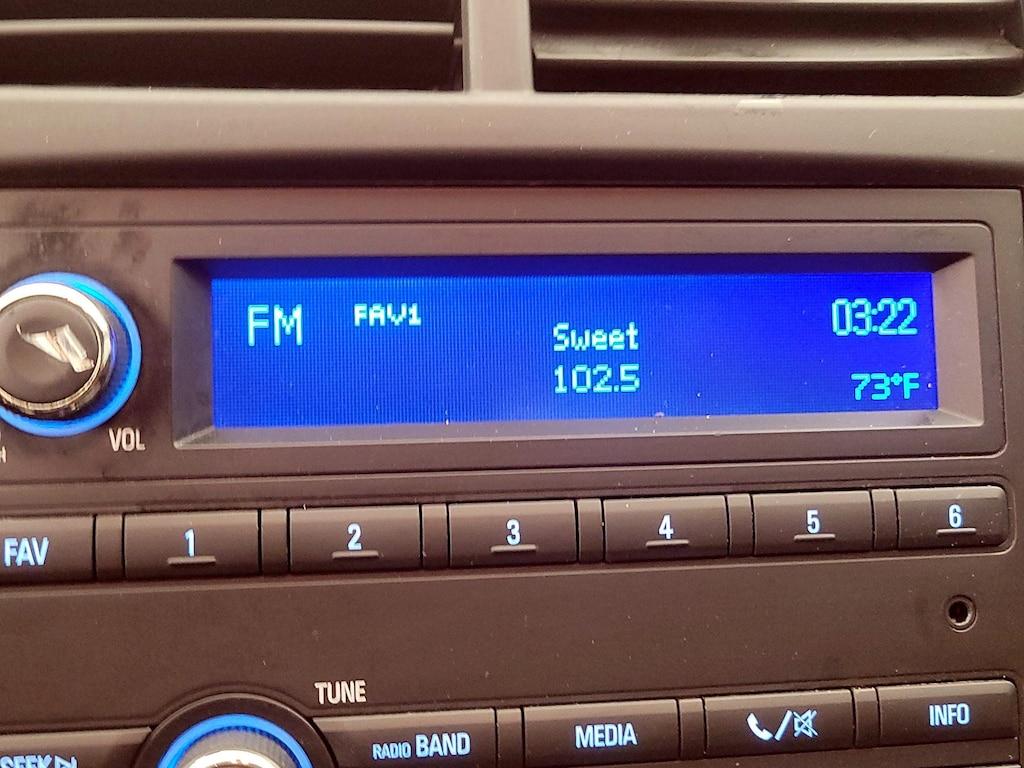 FM FAV1
Sweet
102.5
03:22
73°F
VOL
FAV 1 2 3 4 5 6
TUNE
SEEK
RADIO BAND
MEDIA
INFO